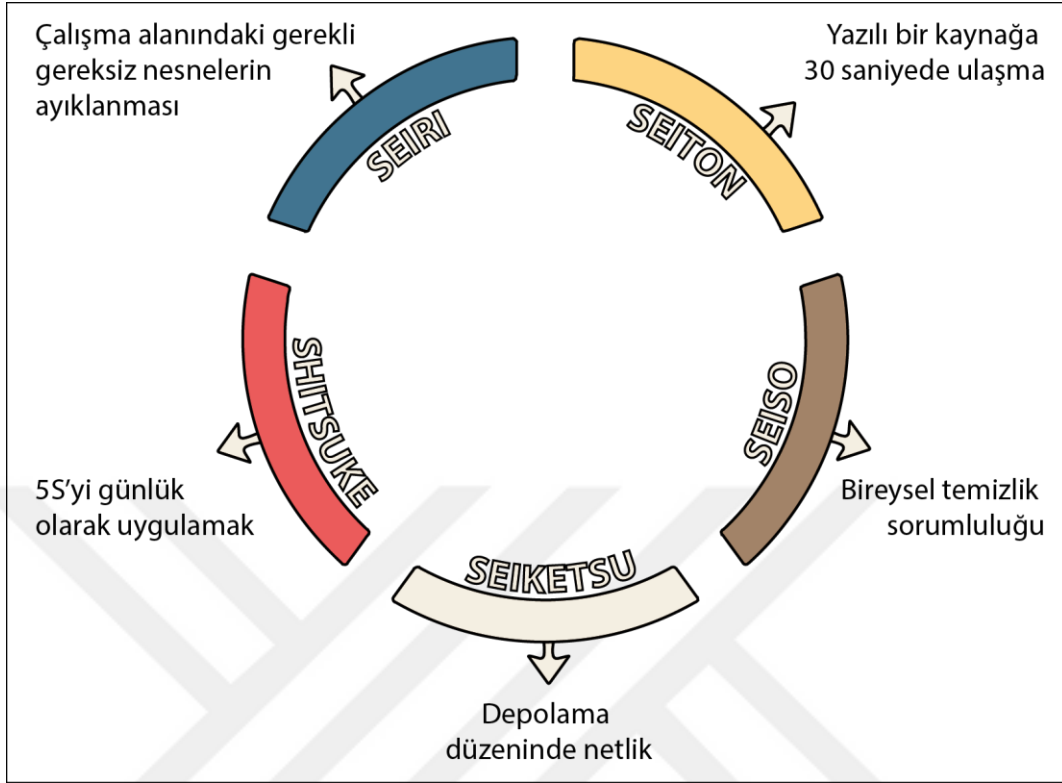 Çalışma alanındaki gerekli
gereksiz nesnelerin
ayıklanması
SEIRI
Yazılı bir kaynağa
30 saniyede ulaşma
SEITON
SEISO
Bireysel temizlik
sorumluluğu
SEIKETSU
Depolama
düzeninde netlik
SHITSUKE
5S’yi günlük
olarak uygulamak